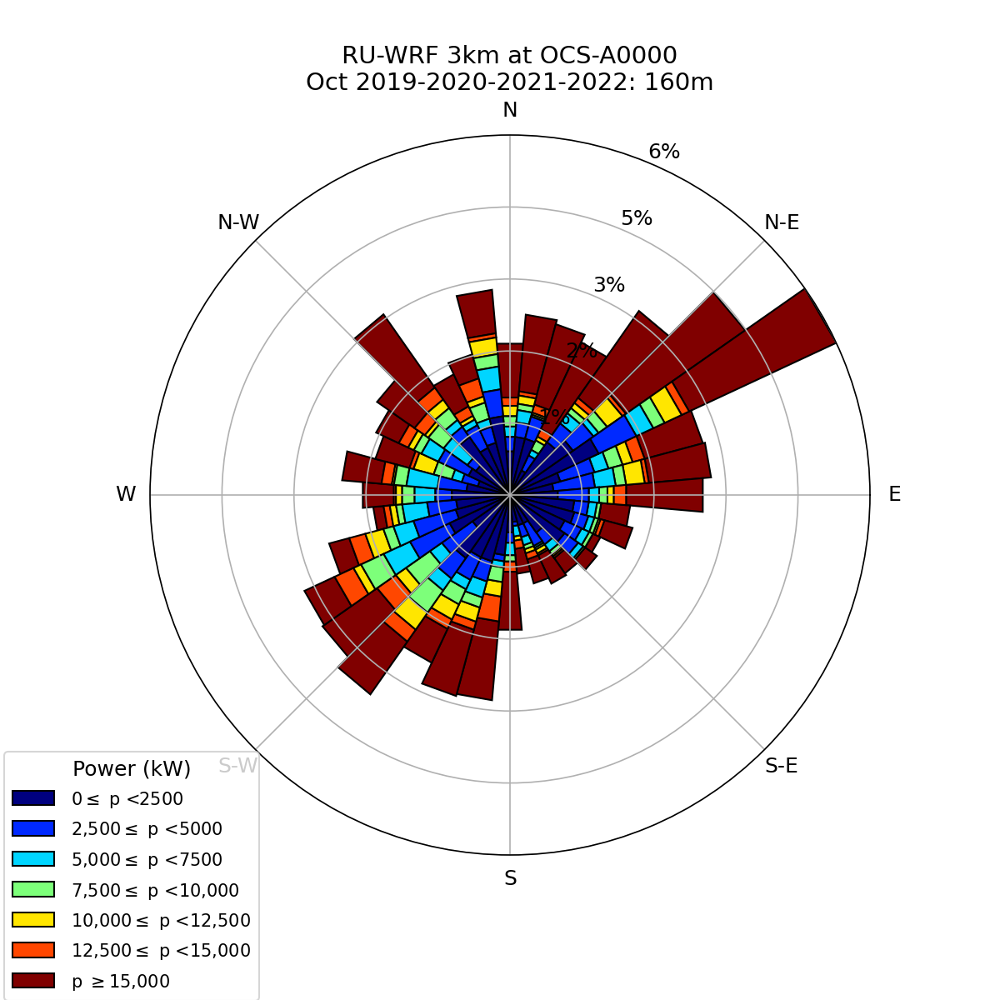 RU-WRF 3km at OCS-A0000
Oct 2019-2020-2021-2022: 160m
N
6%
5%
N-W
N-E
3%
2%
1%
W
E
S-W
S-E
S
Power (kW)
0≤ p <2500
2,500≤ p <5000
5,000≤ p <7500
7,500≤ p <10,000
10,000≤ p <12,500
12,500≤ p <15,000
p ≥15,000